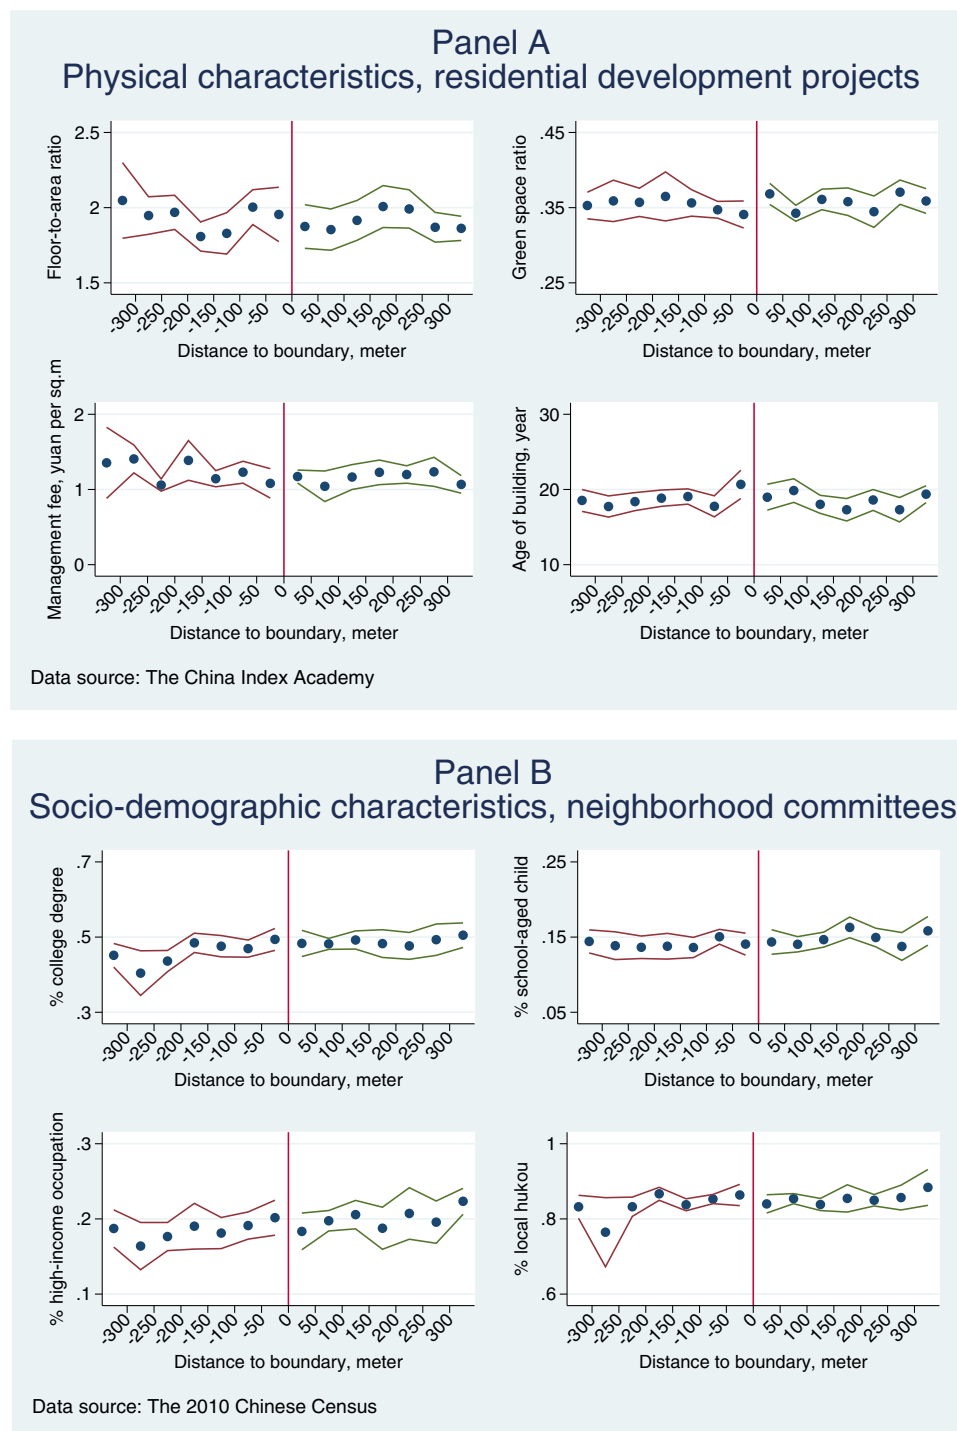 Panel A
Physical characteristics, residential development projects
Floor-to-area ratio
2.5
2
1.5
-300 -250 -200 -150 -100 -50 0 50 100 150 200 250 300
Distance to boundary, meter
Green space ratio
.45
.35
.25
-300 -250 -200 -150 -100 -50 0 50 100 150 200 250 300
Distance to boundary, meter
Management fee, yuan per sq.m
2
1
0
-300 -250 -200 -150 -100 -50 0 50 100 150 200 250 300
Distance to boundary, meter
Age of building, year
30
20
10
-300 -250 -200 -150 -100 -50 0 50 100 150 200 250 300
Distance to boundary, meter
Data source: The China Index Academy
Panel B
Socio-demographic characteristics, neighborhood committees
% college degree
.7
.5
.3
-300 -250 -200 -150 -100 -50 0 50 100 150 200 250 300
Distance to boundary, meter
% school-aged child
.25
.15
.05
-300 -250 -200 -150 -100 -50 0 50 100 150 200 250 300
Distance to boundary, meter
% high-income occupation
.3
.2
.1
-300 -250 -200 -150 -100 -50 0 50 100 150 200 250 300
Distance to boundary, meter
% local hukou
1
.8
.6
-300 -250 -200 -150 -100 -50 0 50 100 150 200 250 300
Distance to boundary, meter
Data source: The 2010 Chinese Census